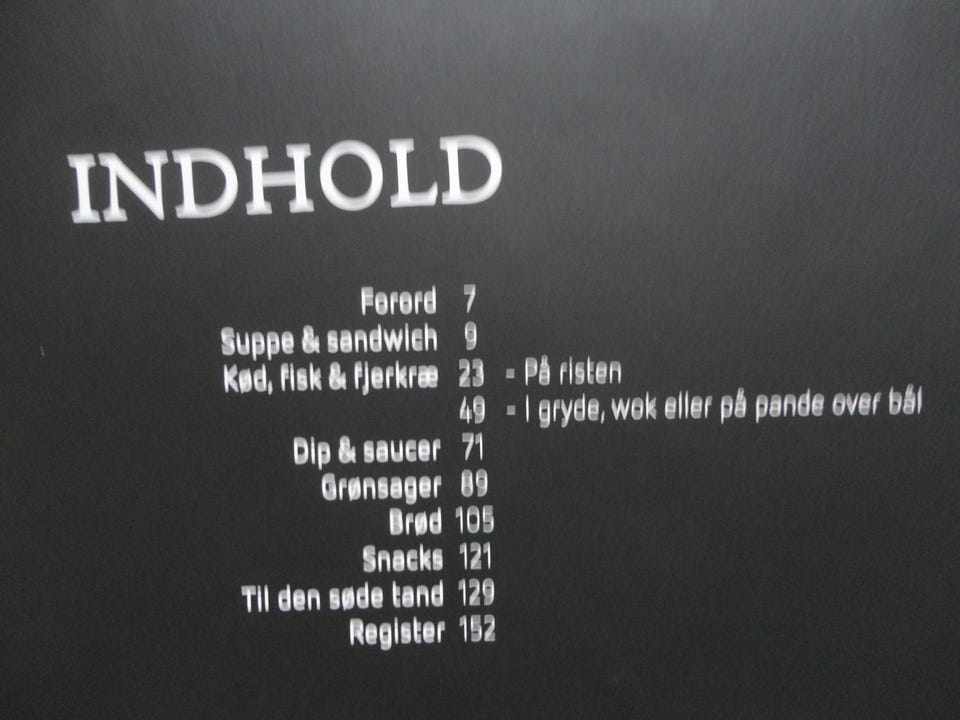 INDHOLD
Forord 7
Suppe & sandwich 9
Kød, fisk & fjerkræ 23 - På risten
49 - I gryde, wok eller på pande over bål
Dip & saucer 71
Grønsager 89
Brød 105
Snacks 121
Til den søde tand 129
Register 152